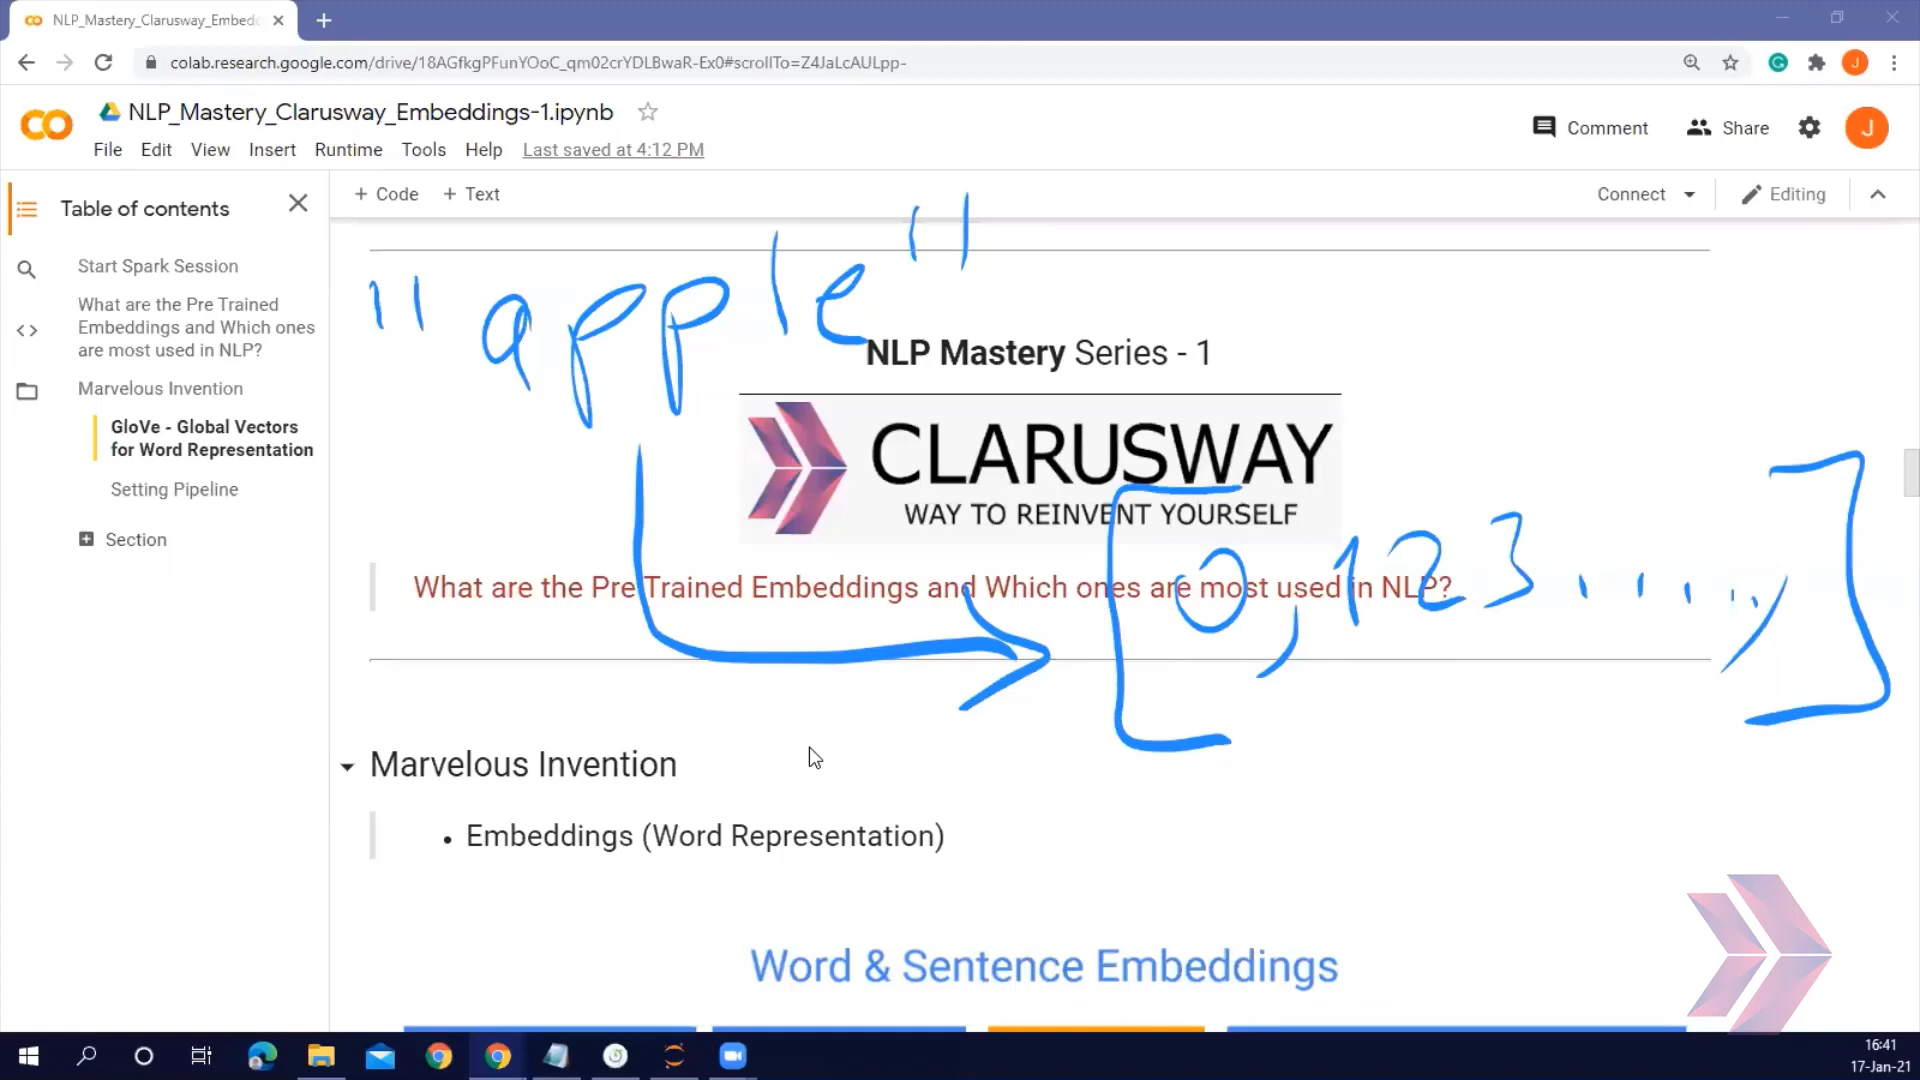 NLP_Mastery_Clarusway_Embedd
colab.research.google.com/drive/18AGfkgPFunYOoC_qm02crYDLBwaR-Ex0#scrollTo=Z4JaLcAULpp-
NLP_Mastery_Clarusway_Embeddings-1.ipynb
Comment Share J
File Edit View Insert Runtime Tools Help Last saved at 4:12 PM
+ Code + Text
Connect Editing
Table of contents
Start Spark Session
What are the Pre Trained
Embeddings and Which ones
are most used in NLP?
Marvelous Invention
GloVe - Global Vectors
for Word Representation
Setting Pipeline
Section
"apple"
NLP Mastery Series - 1
CLARUSWAY
WAY TO REINVENT YOURSELF
[0,123.....,]
What are the Pre Trained Embeddings and Which ones are most used in NLP?
Marvelous Invention
• Embeddings (Word Representation)
Word & Sentence Embeddings
16:41
17-Jan-21